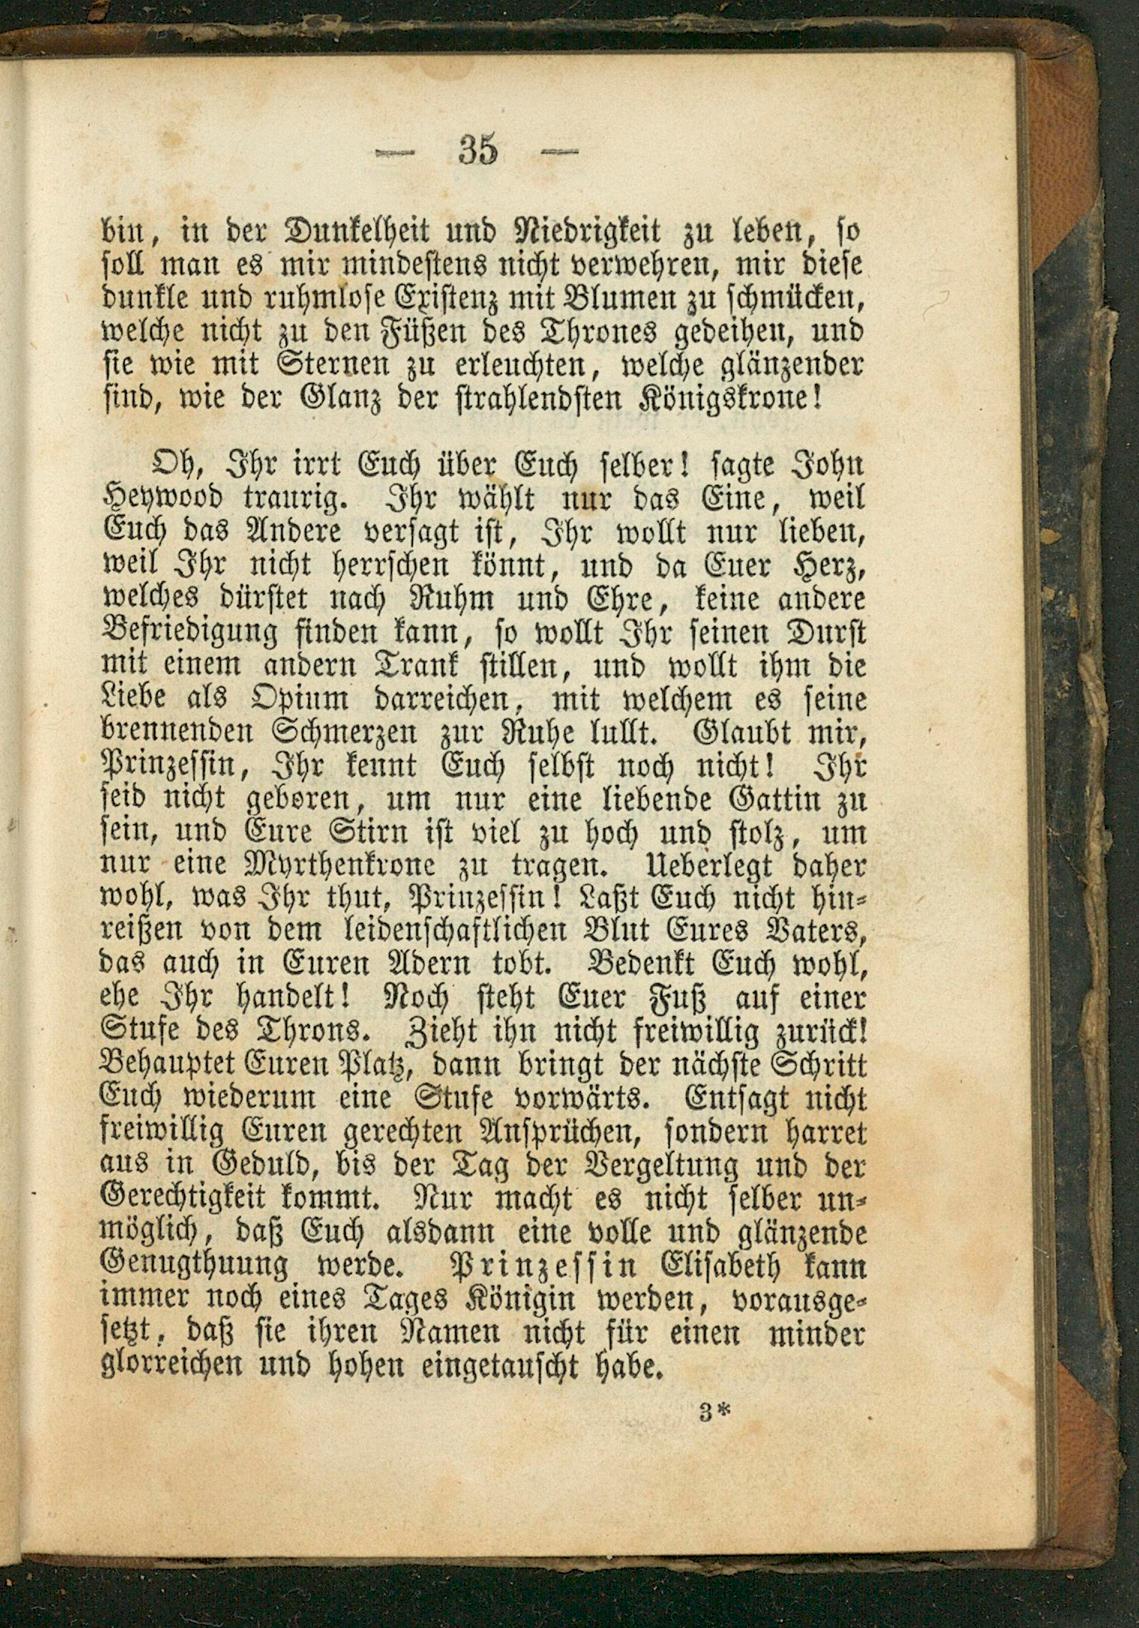 — 35 —
bin, in der Dunkelheit und Niedrigkeit zu leben, so
soll man es mir mindestens nicht verwehren, mir diese
dunkle und ruhmlose Existenz mit Blumen zu schmücken,
welche nicht zu den Füßen des Thrones gedeihen, und
sie wie mit Sternen zu erleuchten, welche glänzender
sind, wie der Glanz der strahlendsten Königskrone!
Oh, Ihr irrt Euch über Euch selber! sagte John
Heywood traurig. Ihr wählt nur das Eine, weil
Euch das Andere versagt ist, Ihr wollt nur lieben,
weil Ihr nicht herrschen könnt, und da Euer Herz,
welches dürstet nach Ruhm und Ehre, keine andere
Befriedigung finden kann, so wollt Ihr seinen Durst
mit einem andern Trank stillen, und wollt ihm die
Liebe als Opium darreichen, mit welchem es seine
brennenden Schmerzen zur Ruhe lullt. Glaubt mir,
Prinzessin, Ihr kennt Euch selbst noch nicht! Ihr
seid nicht geboren, um nur eine liebende Gattin zu
sein, und Eure Stirn ist viel zu hoch und stolz, um
nur eine Myrthenkrone zu tragen. Ueberlegt daher
wohl, was Ihr thut, Prinzessin! Laßt Euch nicht hin-
reißen von dem leidenschaftlichen Blut Eures Vaters,
das auch in Euren Adern tobt. Bedenkt Euch wohl,
ehe Ihr handelt! Noch steht Euer Fuß auf einer
Stufe des Throns. Zieht ihn nicht freiwillig zurück!
Behauptet Euren Platz, dann bringt der nächste Schritt
Euch wiederum eine Stufe vorwärts. Entsagt nicht
freiwillig Euren gerechten Ansprüchen, sondern harret
aus in Geduld, bis der Tag der Vergeltung und der
Gerechtigkeit kommt. Nur macht es nicht selber un-
möglich, daß Euch alsdann eine volle und glänzende
Genugthuung werde. Prinzessin Elisabeth kann
immer noch eines Tages Königin werden, vorausge-
setzt, daß sie ihren Namen nicht für einen minder
glorreichen und hohen eingetauscht habe.
3*